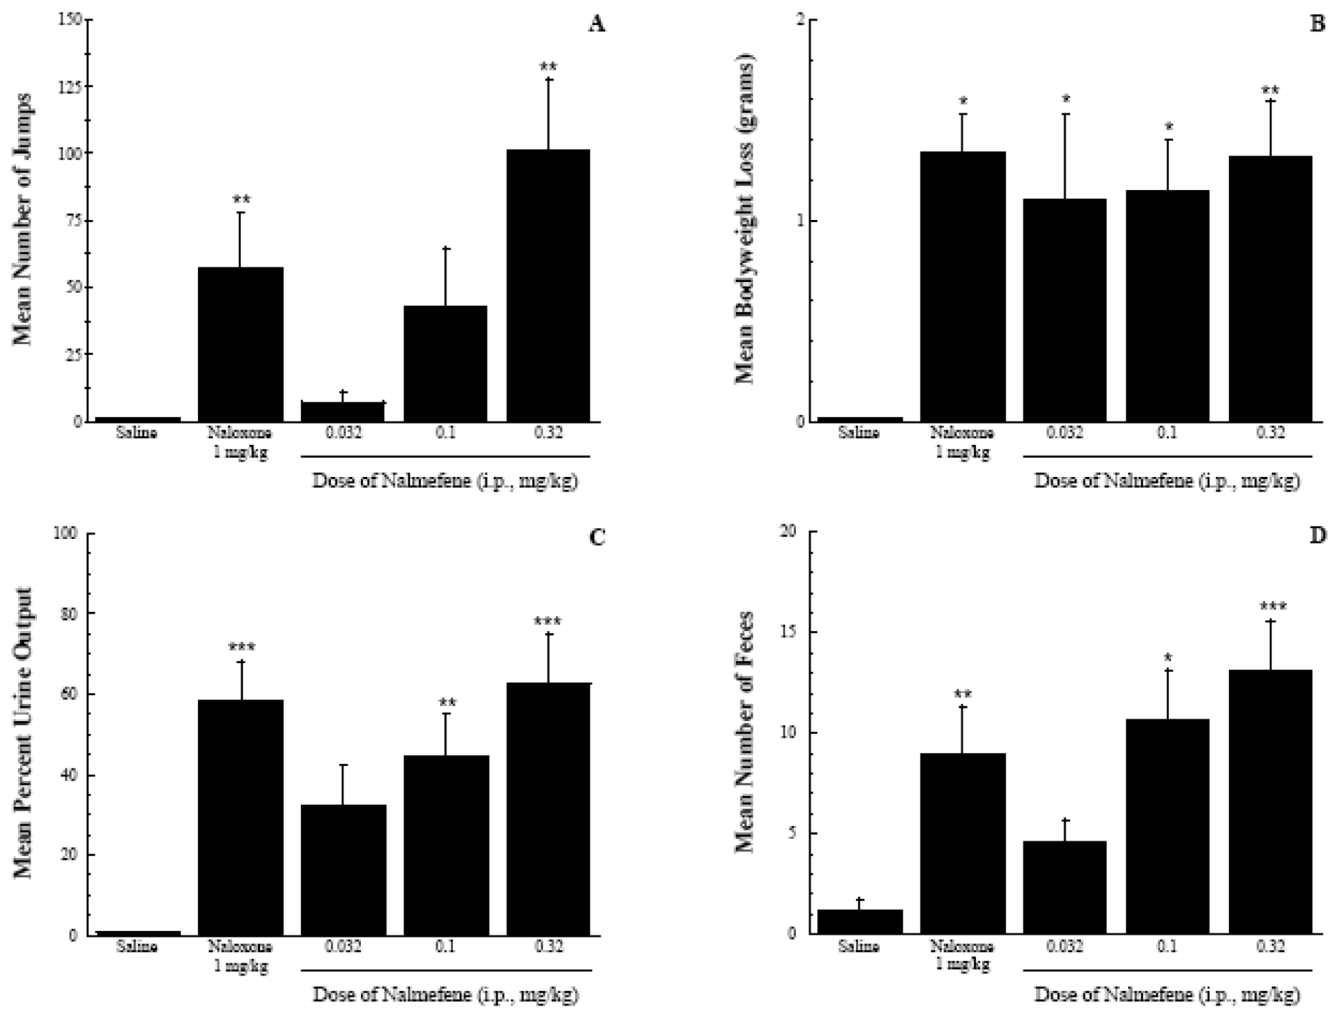 A
Mean Number of Jumps
150
125
100
75
50
25
0
**
**
Saline
Naloxone
1 mg/kg
0.032
0.1
0.32
Dose of Nalmefene (i.p., mg/kg)
B
Mean Bodyweight Loss (grams)
2
1
0
*
*
*
**
Saline
Naloxone
1 mg/kg
0.032
0.1
0.32
Dose of Nalmefene (i.p., mg/kg)
C
Mean Percent Urine Output
100
80
60
40
20
0
***
**
***
Saline
Naloxone
1 mg/kg
0.032
0.1
0.32
Dose of Nalmefene (i.p., mg/kg)
D
Mean Number of Feces
20
15
10
5
0
**
*
***
Saline
Naloxone
1 mg/kg
0.032
0.1
0.32
Dose of Nalmefene (i.p., mg/kg)